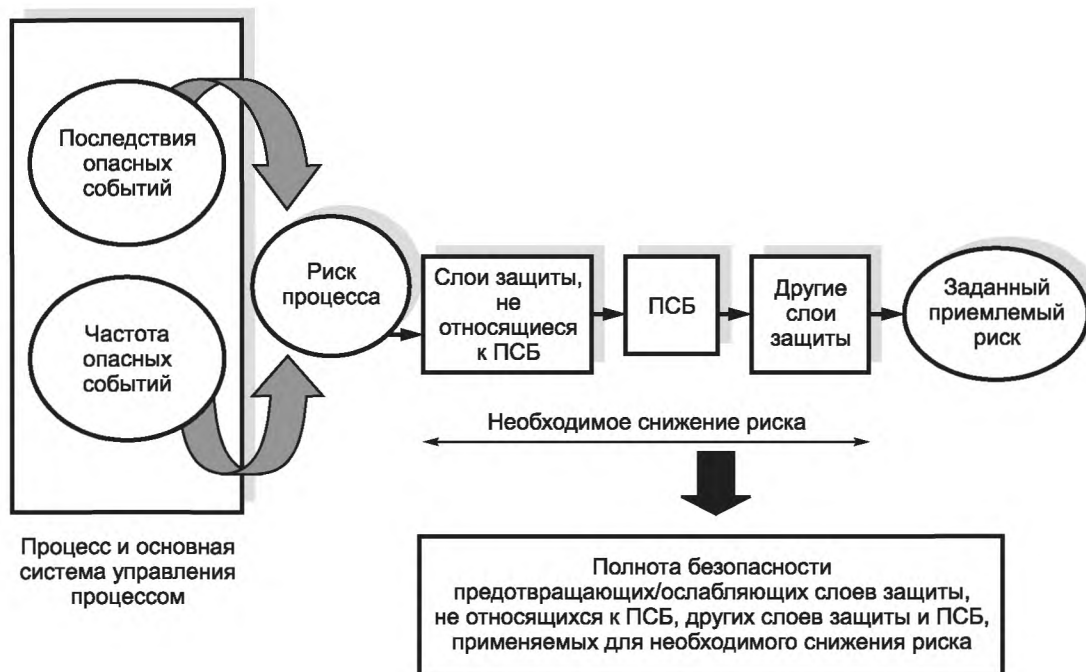 Последствия
опасных
событий
Частота
опасных
событий
Процесс и основная
система управления
процессом
Риск
процесса
Слои защиты,
не
относящиеся
к ПСБ
ПСБ
Другие
слои
защиты
Заданный
приемлемый
риск
Необходимое снижение риска
Полнота безопасности
предотвращающих/ослабляющих слоев защиты,
не относящихся к ПСБ, других слоев защиты и ПСБ,
применяемых для необходимого снижения риска